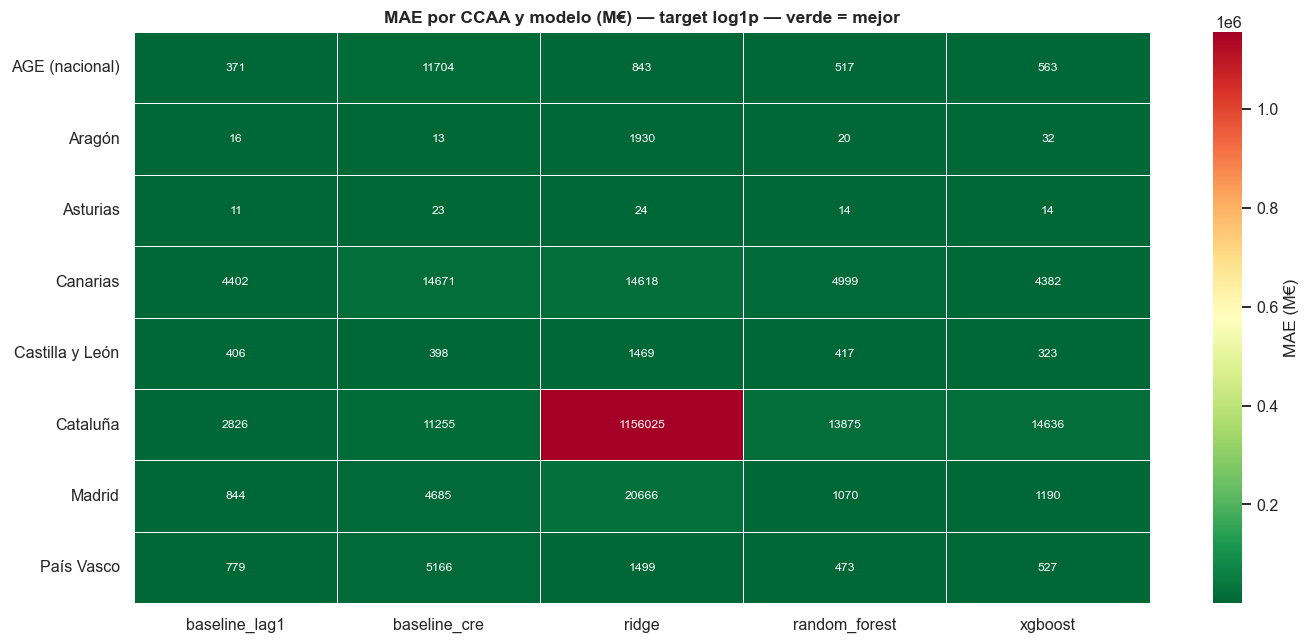 MAE por CCAA y modelo (M€) — target log1p — verde = mejor
1e6
AGE (nacional) 371 11704 843 517 563
1.0
Aragón 16 13 1930 20 32
0.8
Asturias 11 23 24 14 14
Canarias 4402 14671 14618 4999 4382
0.6
MAE (M€)
Castilla y León 406 398 1469 417 323
0.4
Cataluña 2826 11255 1156025 13875 14636
Madrid 844 4685 20666 1070 1190
0.2
País Vasco 779 5166 1499 473 527
baseline_lag1 baseline_cre ridge random_forest xgboost